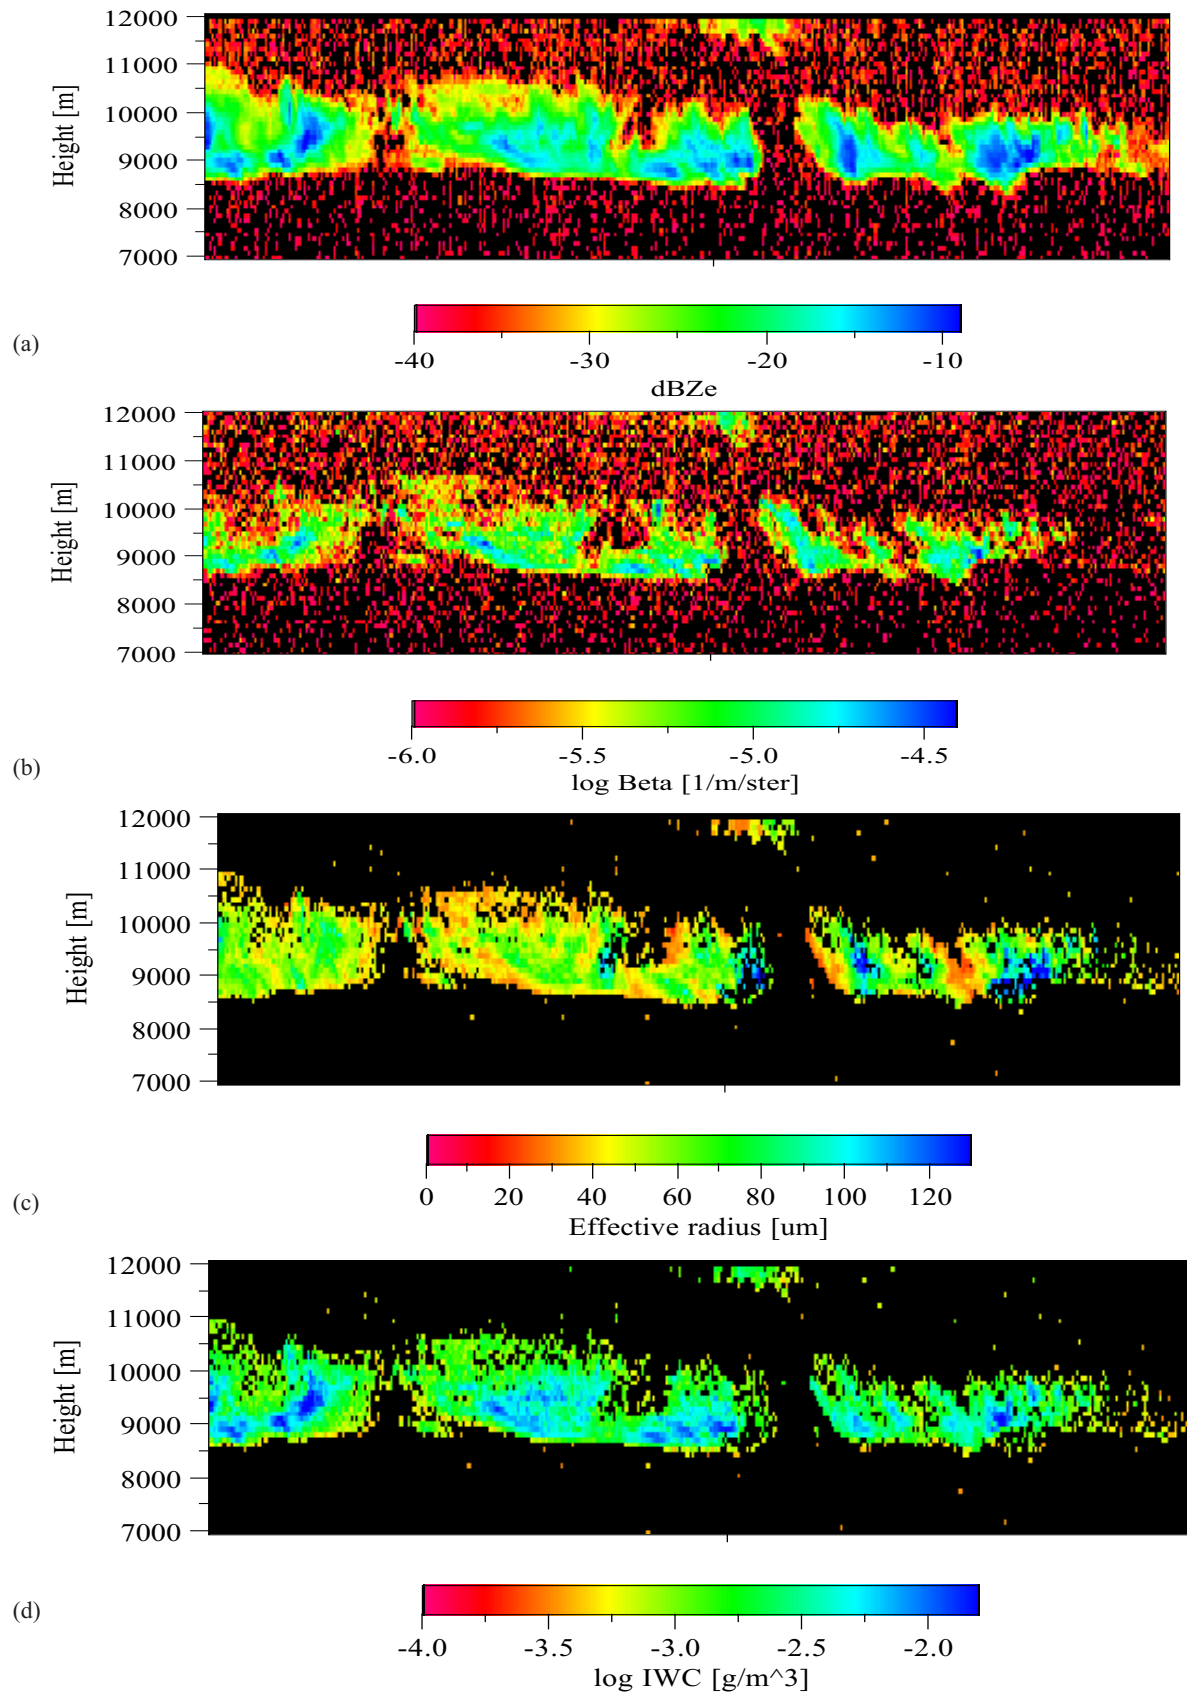 12000
11000
10000
9000
8000
7000
Height [m]
-40 -30 -20 -10
dBZe
(a)
12000
11000
10000
9000
8000
7000
Height [m]
-6.0 -5.5 -5.0 -4.5
log Beta [1/m/ster]
(b)
12000
11000
10000
9000
8000
7000
Height [m]
0 20 40 60 80 100 120
Effective radius [um]
(c)
12000
11000
10000
9000
8000
7000
Height [m]
-4.0 -3.5 -3.0 -2.5 -2.0
log IWC [g/m^3]
(d)